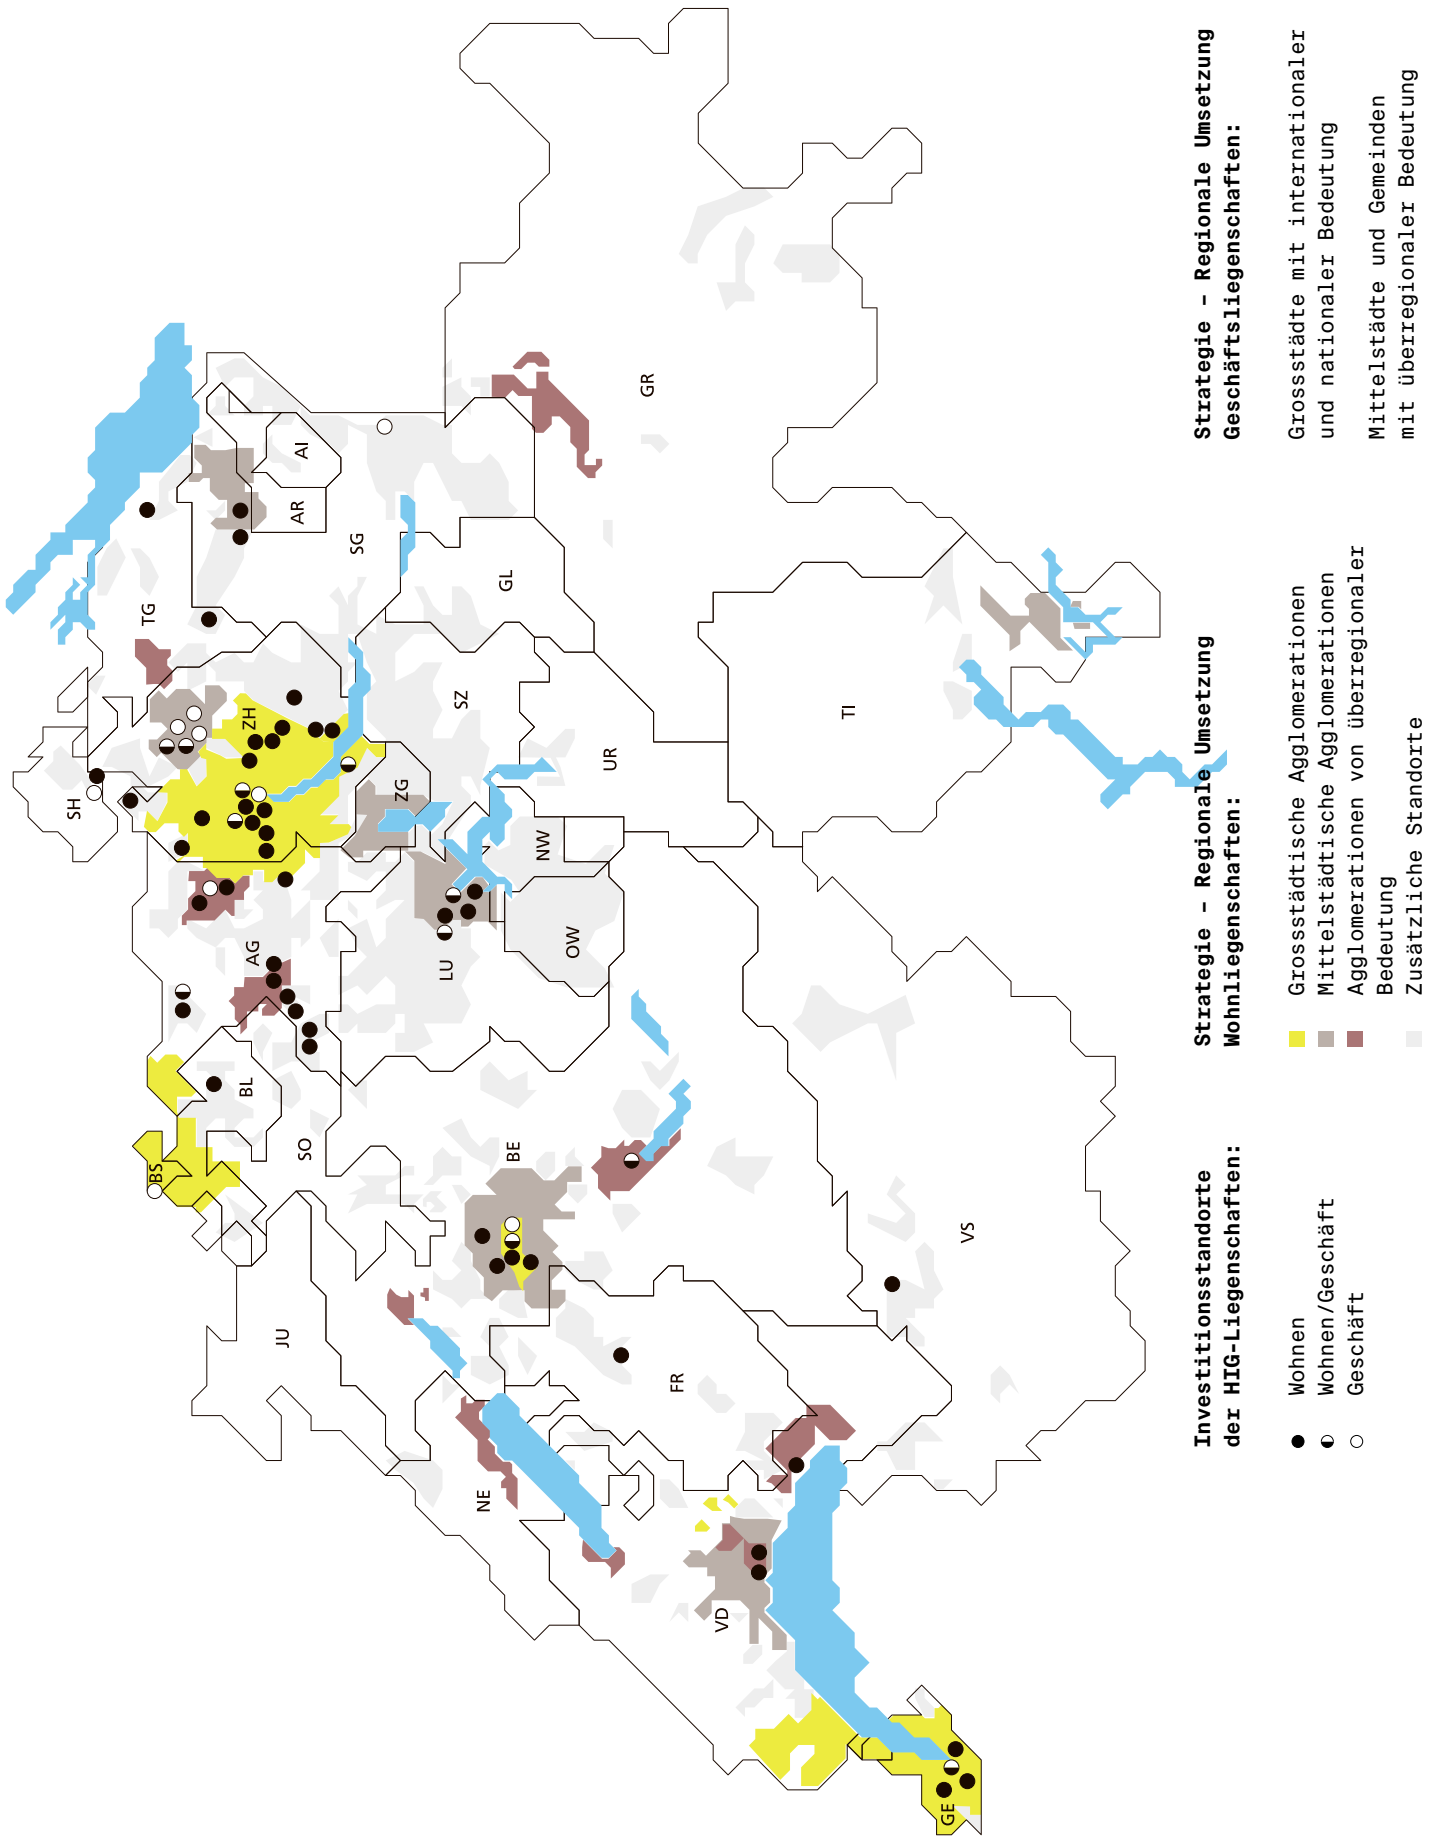 SH
TG
BS
ZH
BL
AG
AI
AR
JU
SO
SG
ZG
LU
SZ
GL
NE
BE
NW
OW
UR
GR
FR
VD
TI
VS
GE
Investitionsstandorte
der HIG-Liegenschaften:
Wohnen
Wohnen/Geschäft
Geschäft
Strategie – Regionale Umsetzung
Wohnliegenschaften:
Grossstädtische Agglomerationen
Mittelstädtische Agglomerationen
Agglomerationen von überregionaler
Bedeutung
Zusätzliche Standorte
Strategie – Regionale Umsetzung
Geschäftsliegenschaften:
Grossstädte mit internationaler
und nationaler Bedeutung
Mittelstädte und Gemeinden
mit überregionaler Bedeutung